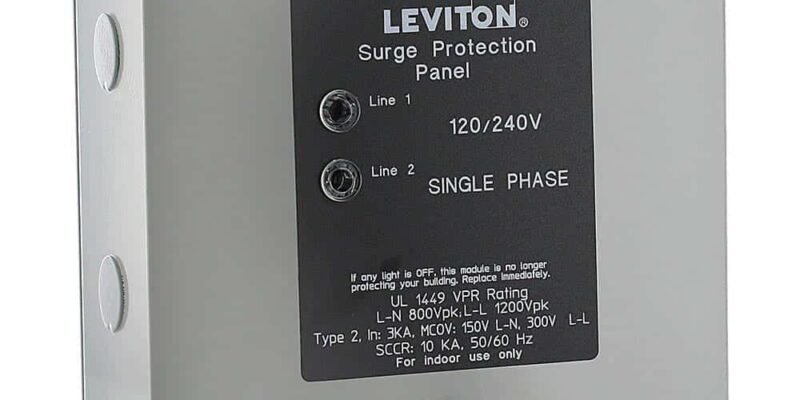 LEVITON®
Surge Protection
Panel
Line 1
120/240V
Line 2
SINGLE PHASE
If any light is OFF, this module is no longer
protecting your building. Replace immediately.
UL 1449 VPR Rating
L-N 800Vpk, L-L 1200Vpk
Type 2, In: 3KA, MCOV: 150V L-N, 300V L-L
SCCR: 10 KA, 50/60 Hz
For indoor use only